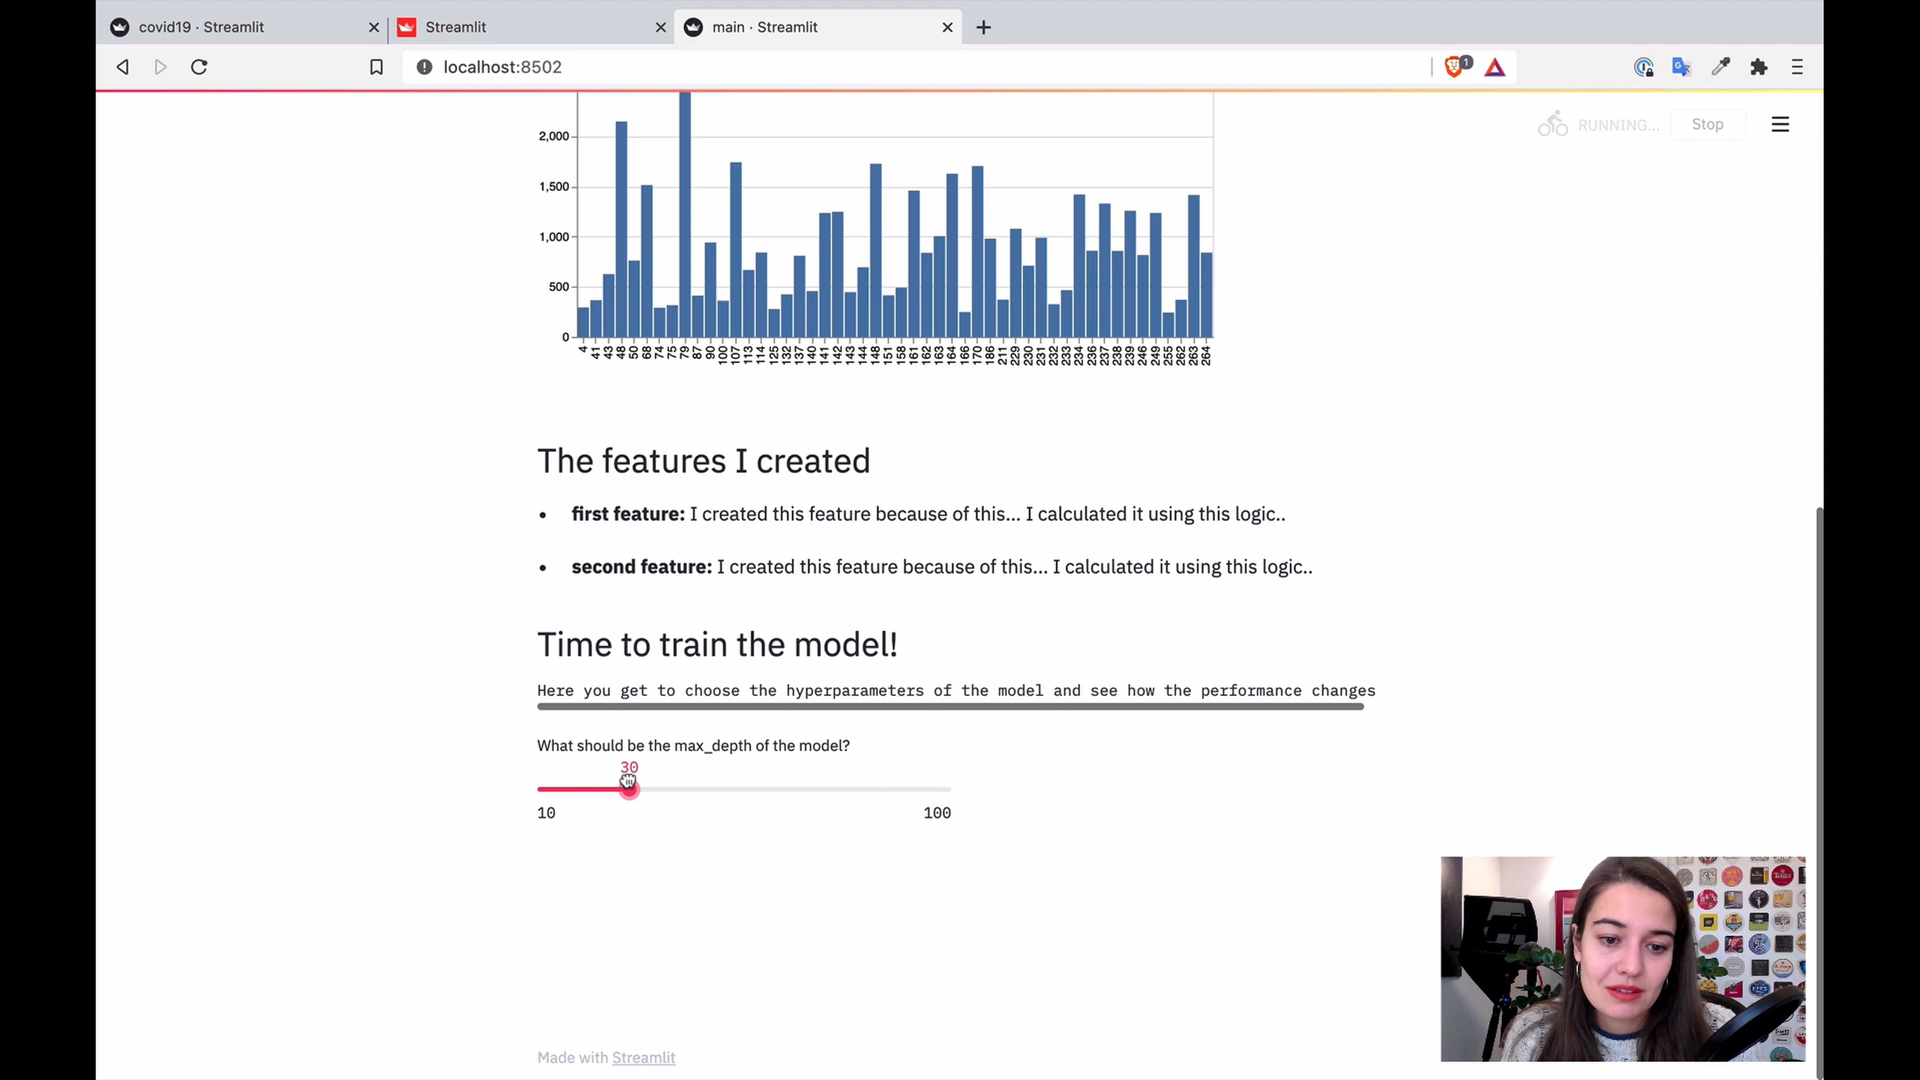 covid19 · Streamlit
Streamlit
main · Streamlit
localhost:8502
1
RUNNING...
Stop
2,000
1,500
1,000
500
0
4 41 43 48 50 68 74 75 79 87 90 100 107 113 114 125 132 137 140 141 142 143 144 148 151 158 161 162 163 164 166 170 186 211 229 230 231 232 233 234 236 237 238 239 246 249 255 262 263 264
The features I created
• first feature: I created this feature because of this... I calculated it using this logic..
• second feature: I created this feature because of this... I calculated it using this logic..
Time to train the model!
Here you get to choose the hyperparameters of the model and see how the performance changes
What should be the max_depth of the model?
30
10 100
Made with Streamlit